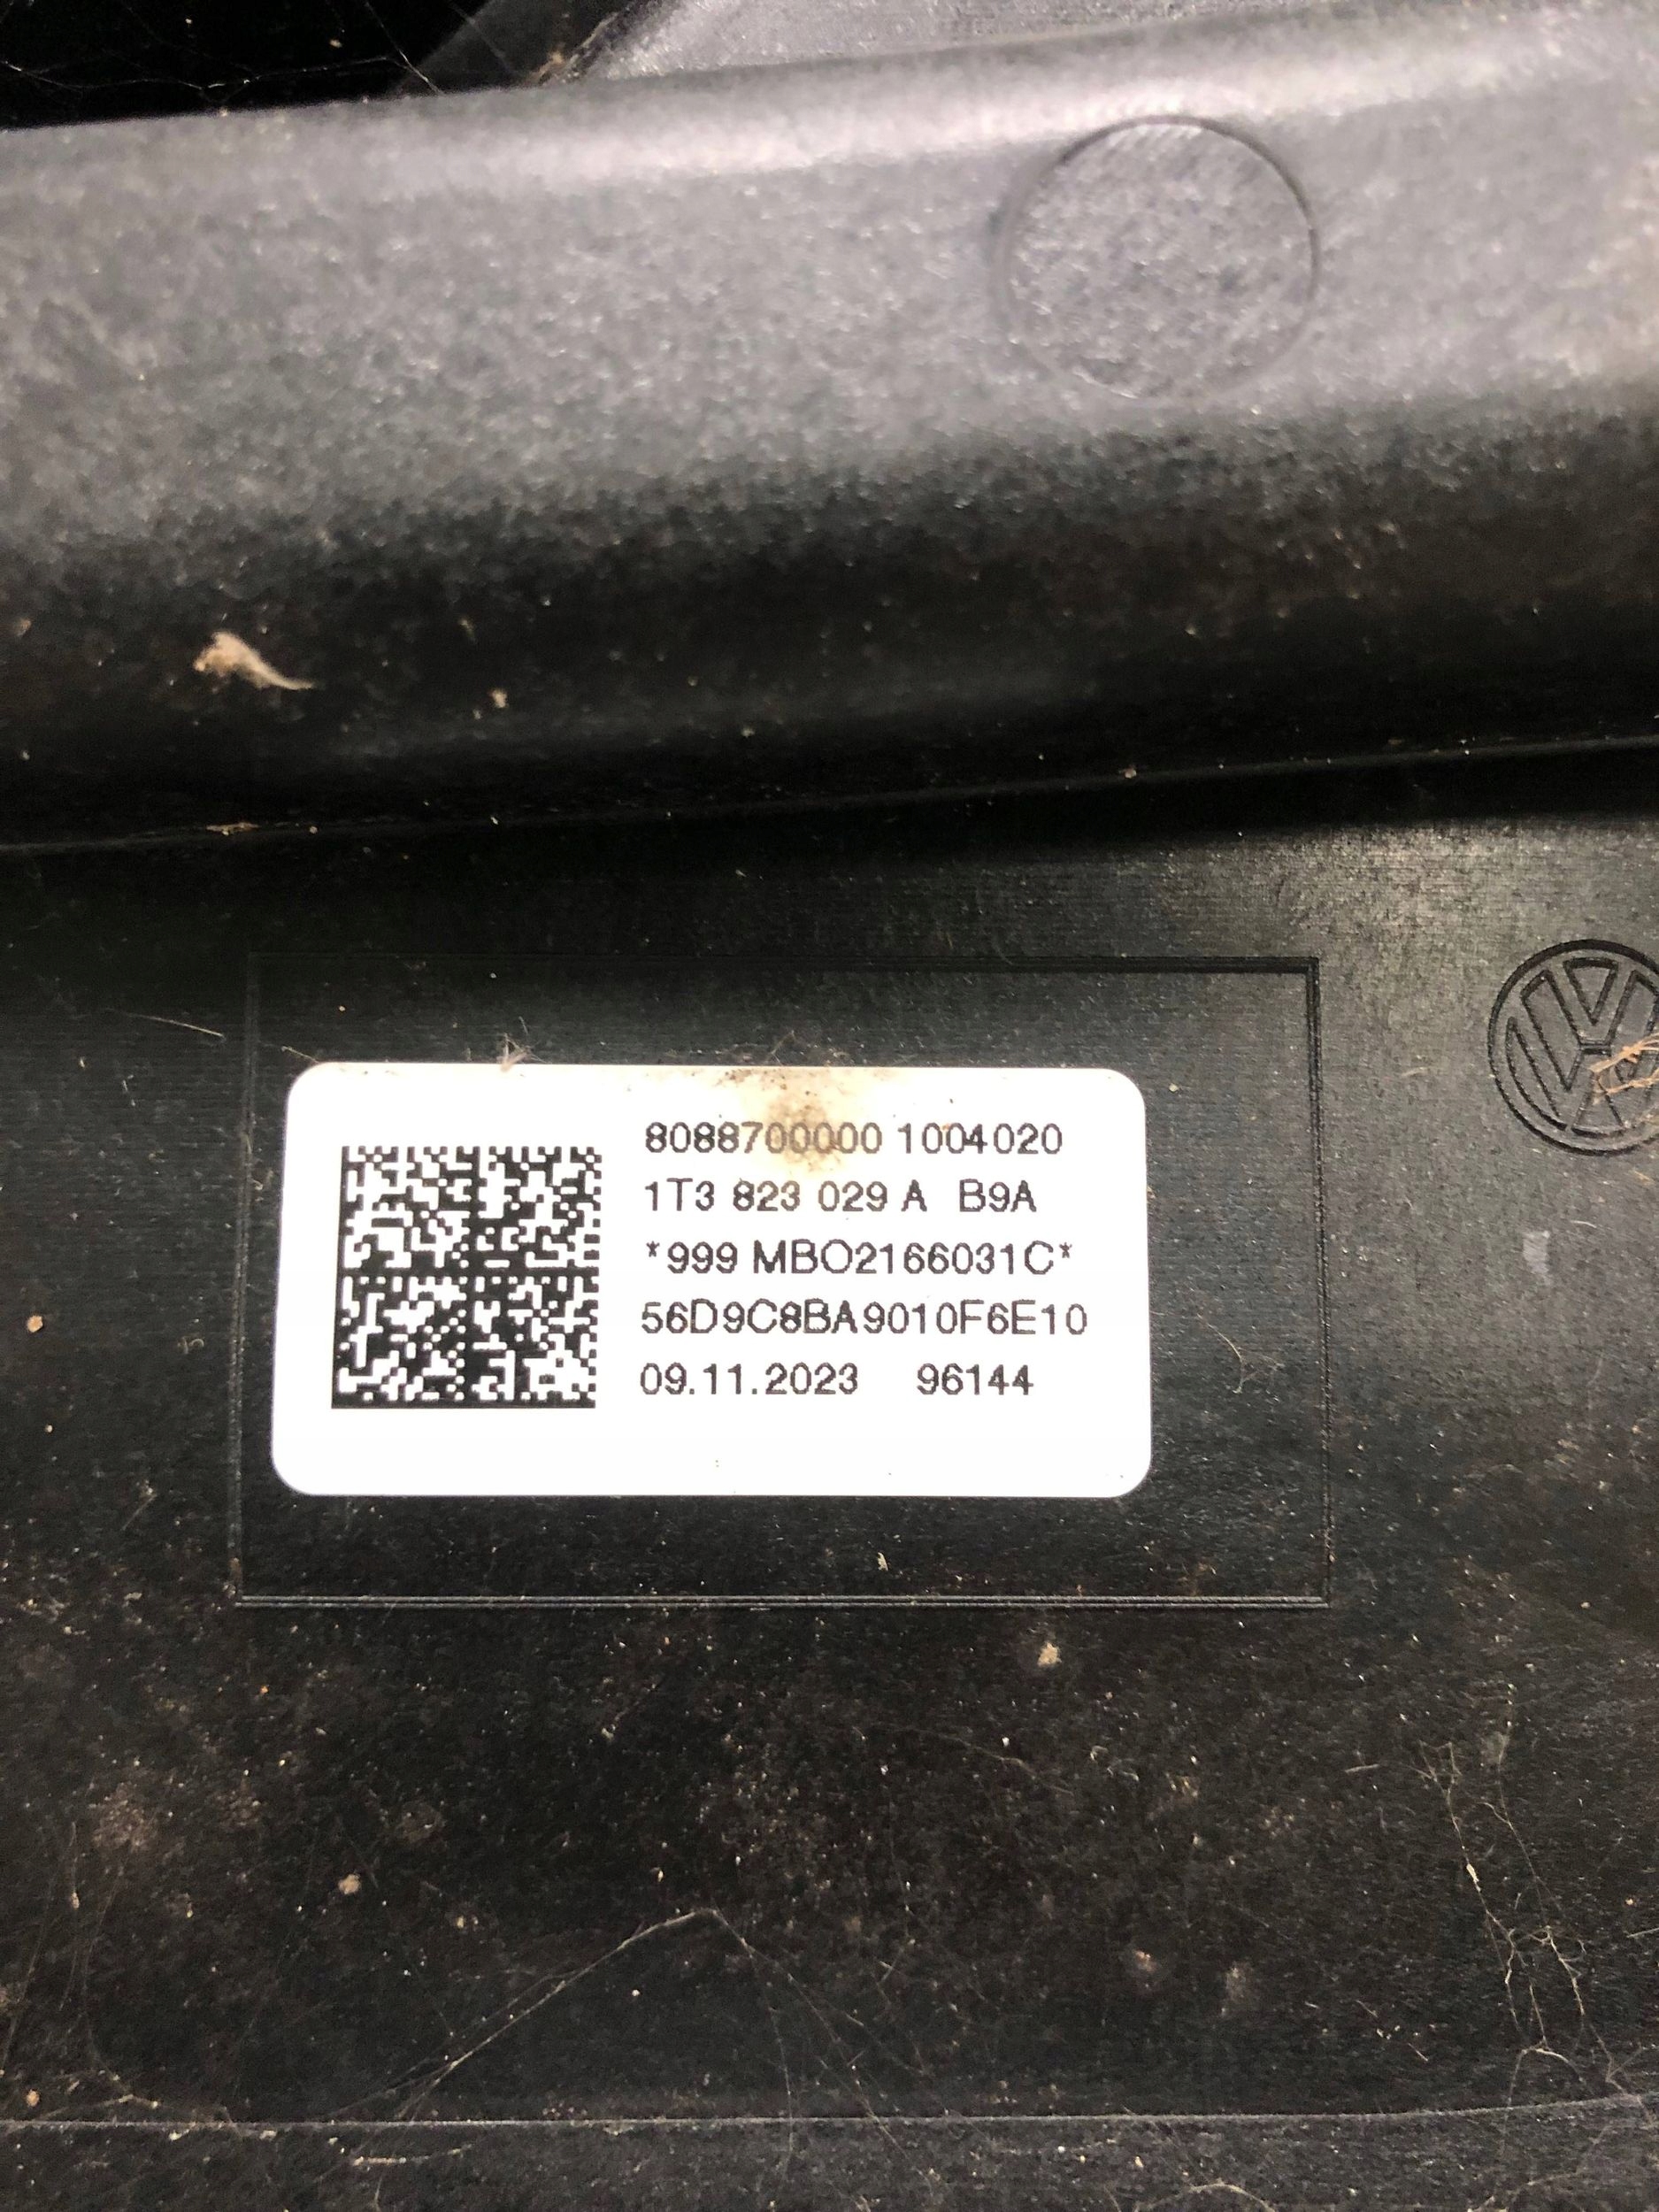 8088700000 1004020
1T3 823 029 A B9A
*999 MBO2166031C*
56D9C8BA9010F6E10
09.11.2023 96144